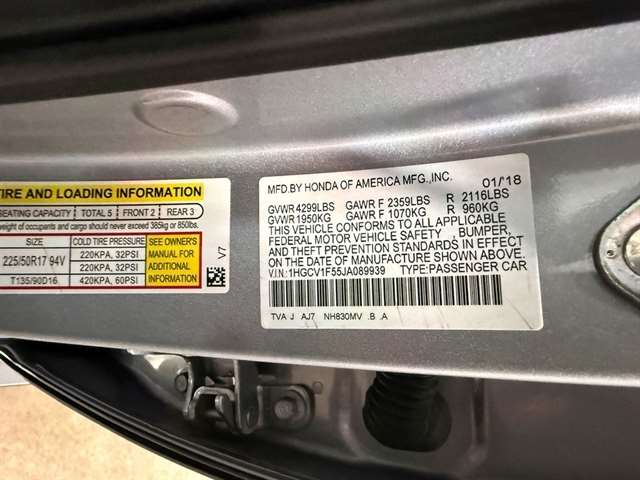 TIRE AND LOADING INFORMATION
SEATING CAPACITY TOTAL 5 FRONT 2 REAR 3
weight of occupants and cargo should never exceed 385kg or 850lbs.
SIZE COLD TIRE PRESSURE
225/50R17 94V 220KPA, 32PSI
220KPA, 32PSI
T135/90D16 420KPA, 60PSI
SEE OWNER'S
MANUAL FOR
ADDITIONAL
INFORMATION
V7
MFD.BY HONDA OF AMERICA MFG.,INC. 01/18
GVWR 4299LBS GAWR F 2359LBS R 2116LBS
GVWR 1950KG GAWR F 1070KG R 960KG
THIS VEHICLE CONFORMS TO ALL APPLICABLE
FEDERAL MOTOR VEHICLE SAFETY , BUMPER,
AND THEFT PREVENTION STANDARDS IN EFFECT
ON THE DATE OF MANUFACTURE SHOWN ABOVE.
V.I.N.:1HGCV1F55JA089939 TYPE:PASSENGER CAR
TVA J AJ7 NH830MV .B .A